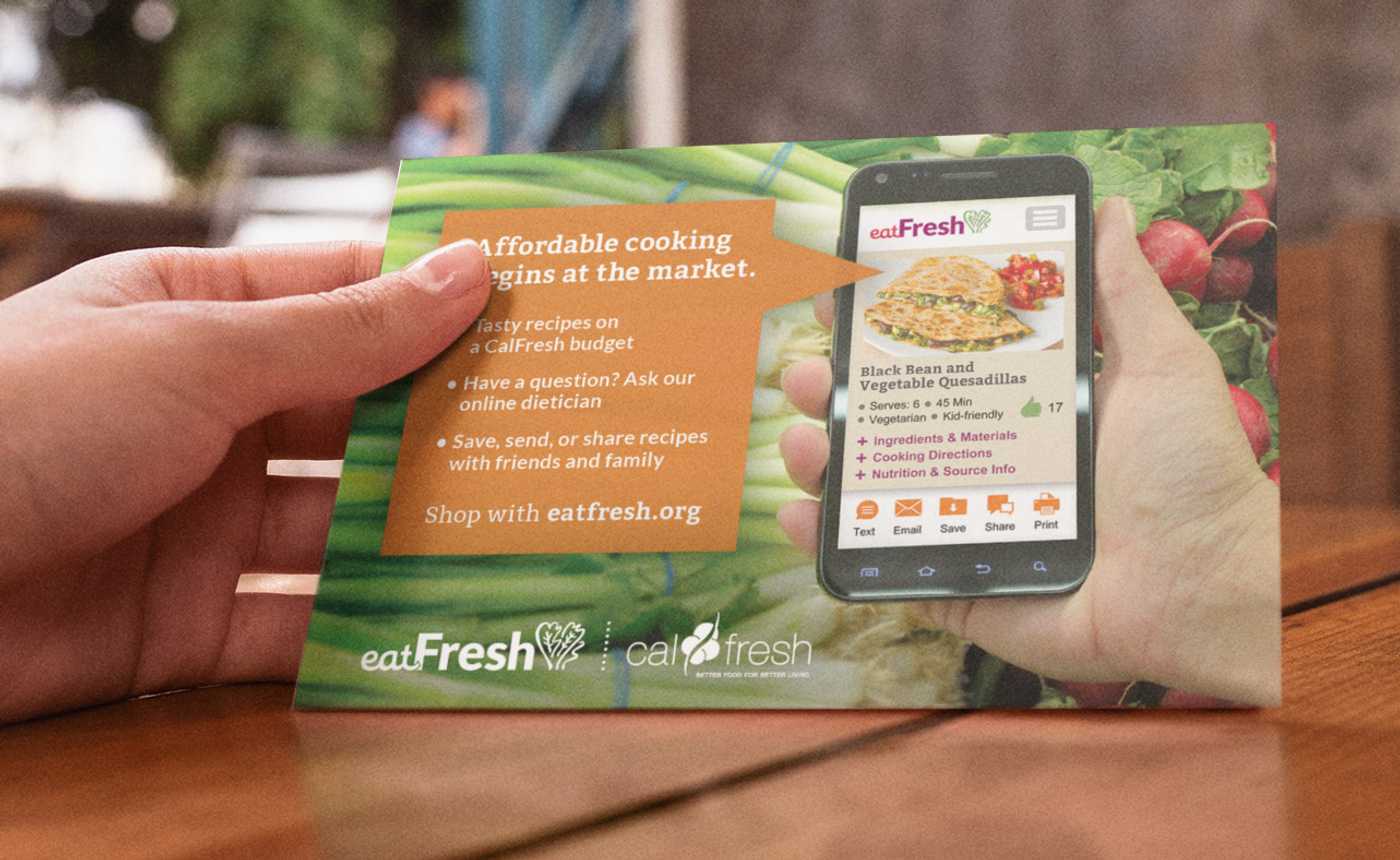 Affordable cooking
egins at the market.
Tasty recipes on
a CalFresh budget
• Have a question? Ask our
online dietician
• Save, send, or share recipes
with friends and family
Shop with eatfresh.org
eatFresh
cal fresh
BETTER FOOD FOR BETTER LIVING
eatFresh
Black Bean and
Vegetable Quesadillas
• Serves: 6 • 45 Min
• Vegetarian • Kid-friendly
17
+ Ingredients & Materials
+ Cooking Directions
+ Nutrition & Source Info
Text Email Save Share Print